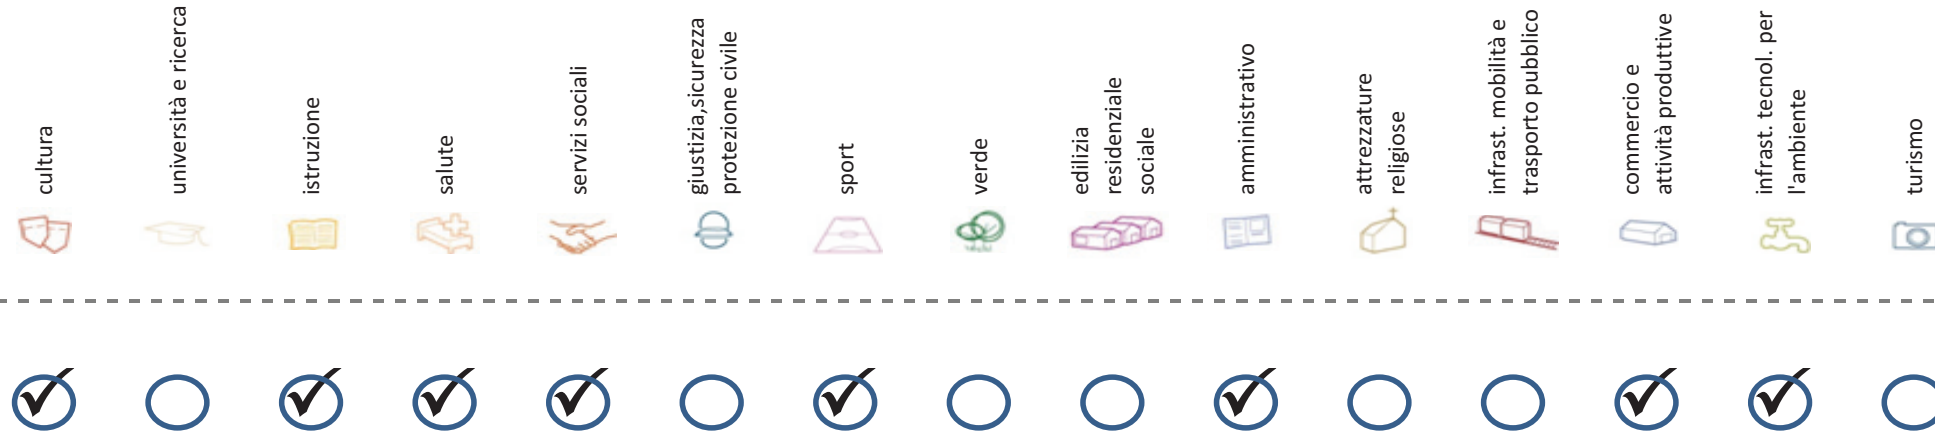 cultura
università e ricerca
istruzione
salute
servizi sociali
giustizia,sicurezza
protezione civile
sport
verde
edilizia
residenziale
sociale
amministrativo
attrezzature
religiose
infrast. mobilità e
trasporto pubblico
commercio e
attività produttive
infrast. tecnol. per
l'ambiente
turismo